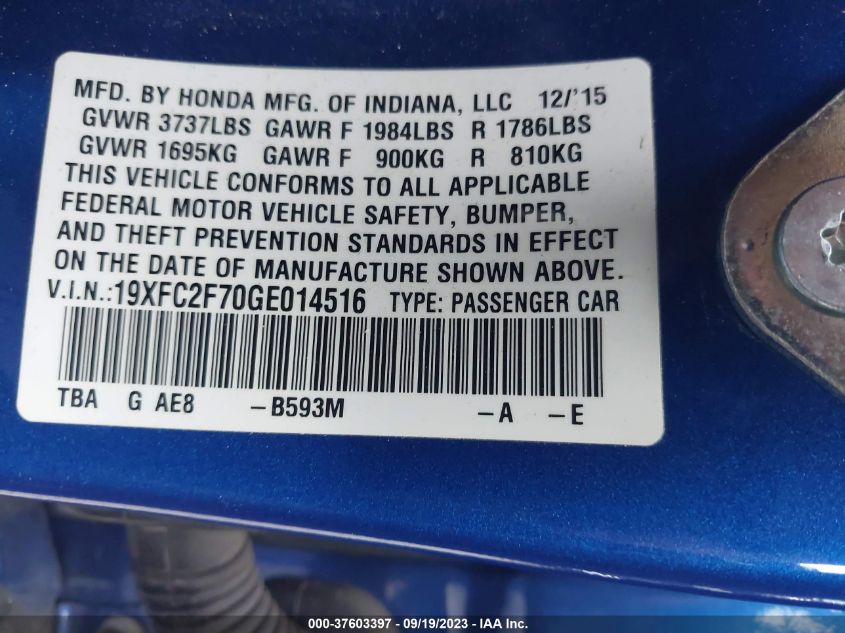 MFD. BY HONDA MFG. OF INDIANA, LLC 12/'15
GVWR 3737LBS GAWR F 1984LBS R 1786LBS
GVWR 1695KG GAWR F 900KG R 810KG
THIS VEHICLE CONFORMS TO ALL APPLICABLE
FEDERAL MOTOR VEHICLE SAFETY, BUMPER,
AND THEFT PREVENTION STANDARDS IN EFFECT
ON THE DATE OF MANUFACTURE SHOWN ABOVE.
V.I.N.:19XFC2F70GE014516 TYPE: PASSENGER CAR
TBA G AE8 -B593M -A -E
000-37603397 - 09/19/2023 - IAA Inc.